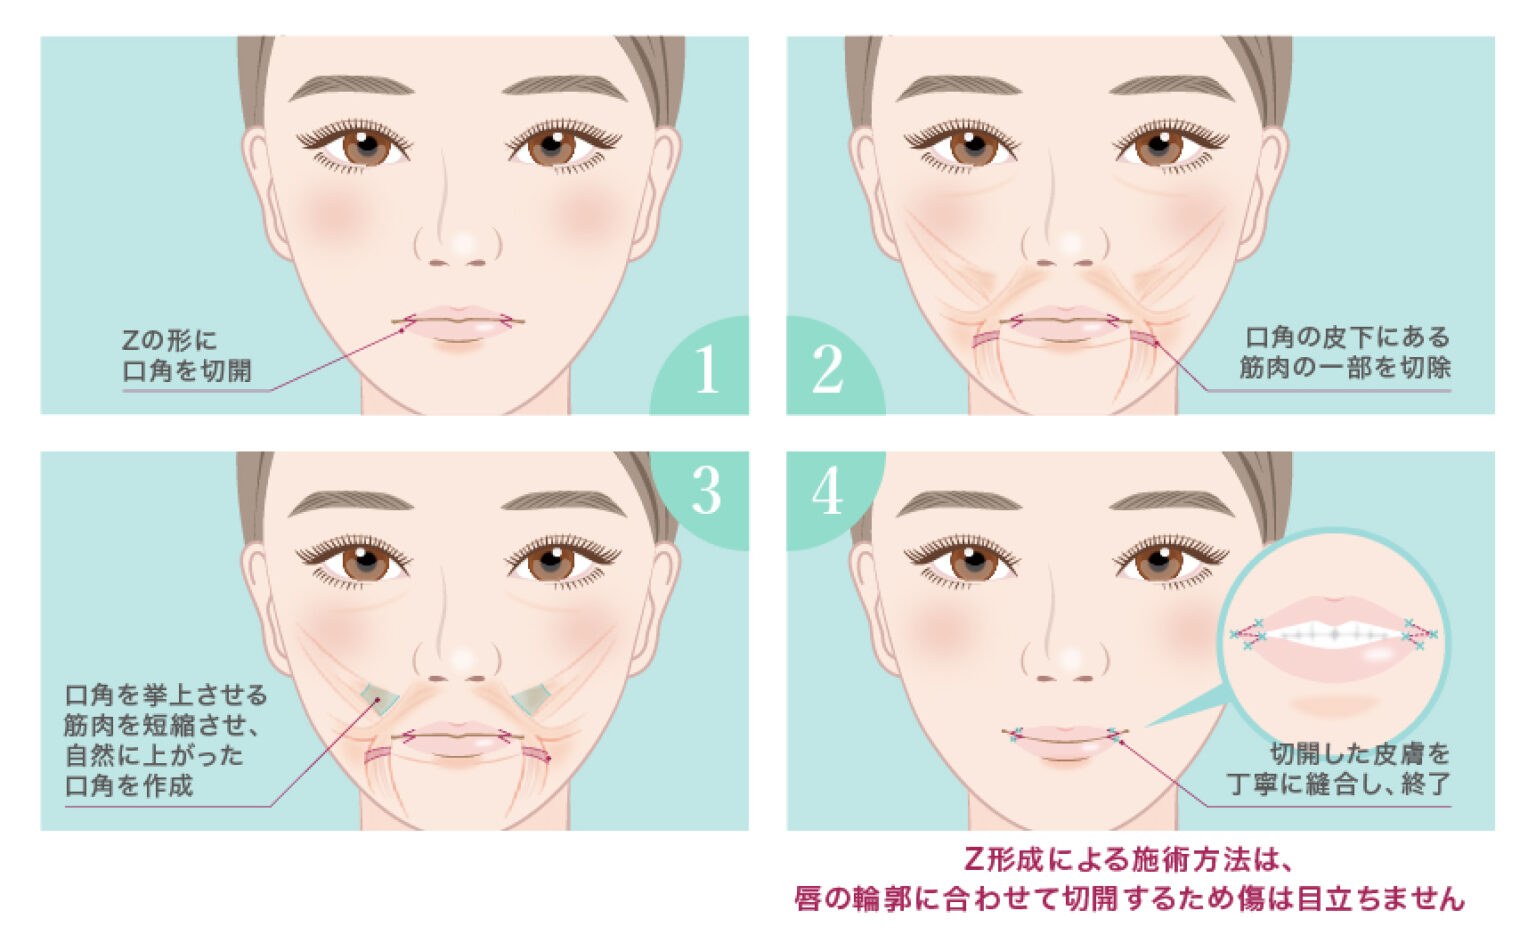 Zの形に
口角を切開
1
2
口角の皮下にある
筋肉の一部を切除
3
口角を挙上させる
筋肉を短縮させ、
自然に上がった
口角を作成
4
切開した皮膚を
丁寧に縫合し、終了
Z形成による施術方法は、
唇の輪郭に合わせて切開するため傷は目立ちません